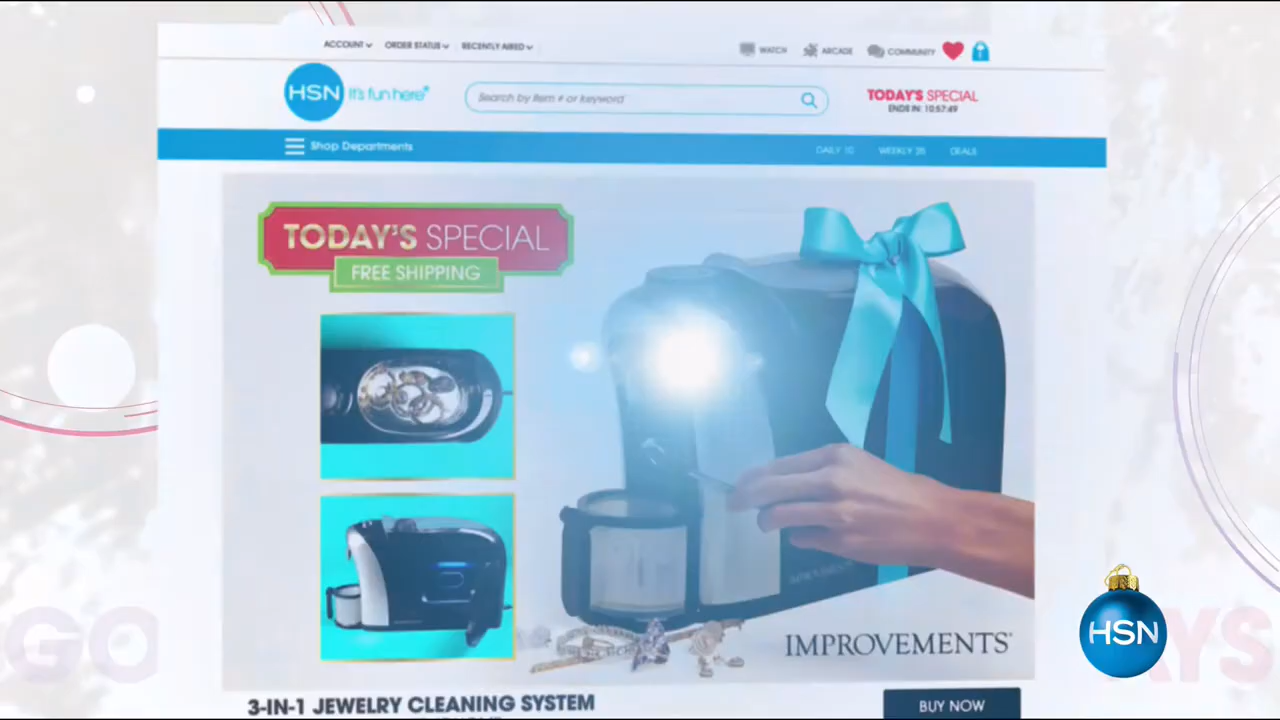 ACCOUNT ORDER STATUS RECENTLY AIRED
WATCH ARCADE COMMUNITY
HSN It's fun here
Search by item # or keyword
TODAY'S SPECIAL
ENDS IN: 10:57:49
Shop Departments
DAILY 10 WEEKLY 25 DEALS
TODAY'S SPECIAL
FREE SHIPPING
IMPROVEMENTS
HSN
GO
AYS
3-IN-1 JEWELRY CLEANING SYSTEM
BUY NOW